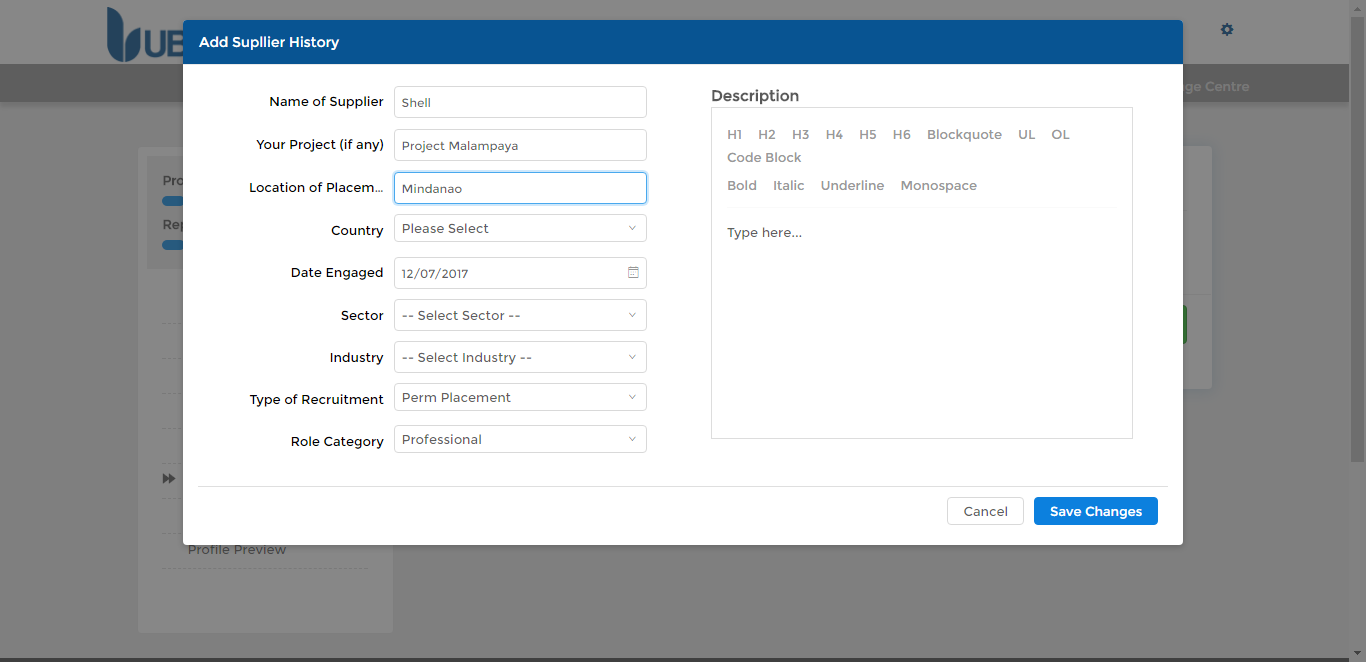 UB
Add Supllier History
ge Centre
Name of Supplier Shell
Your Project (if any) Project Malampaya
Location of Placem... Mindanao
Country Please Select
Date Engaged 12/07/2017
Sector -- Select Sector --
Industry -- Select Industry --
Type of Recruitment Perm Placement
Role Category Professional
Description
H1 H2 H3 H4 H5 H6 Blockquote UL OL
Code Block
Bold Italic Underline Monospace
Type here...
Cancel Save Changes
Pro
Rep
Profile Preview